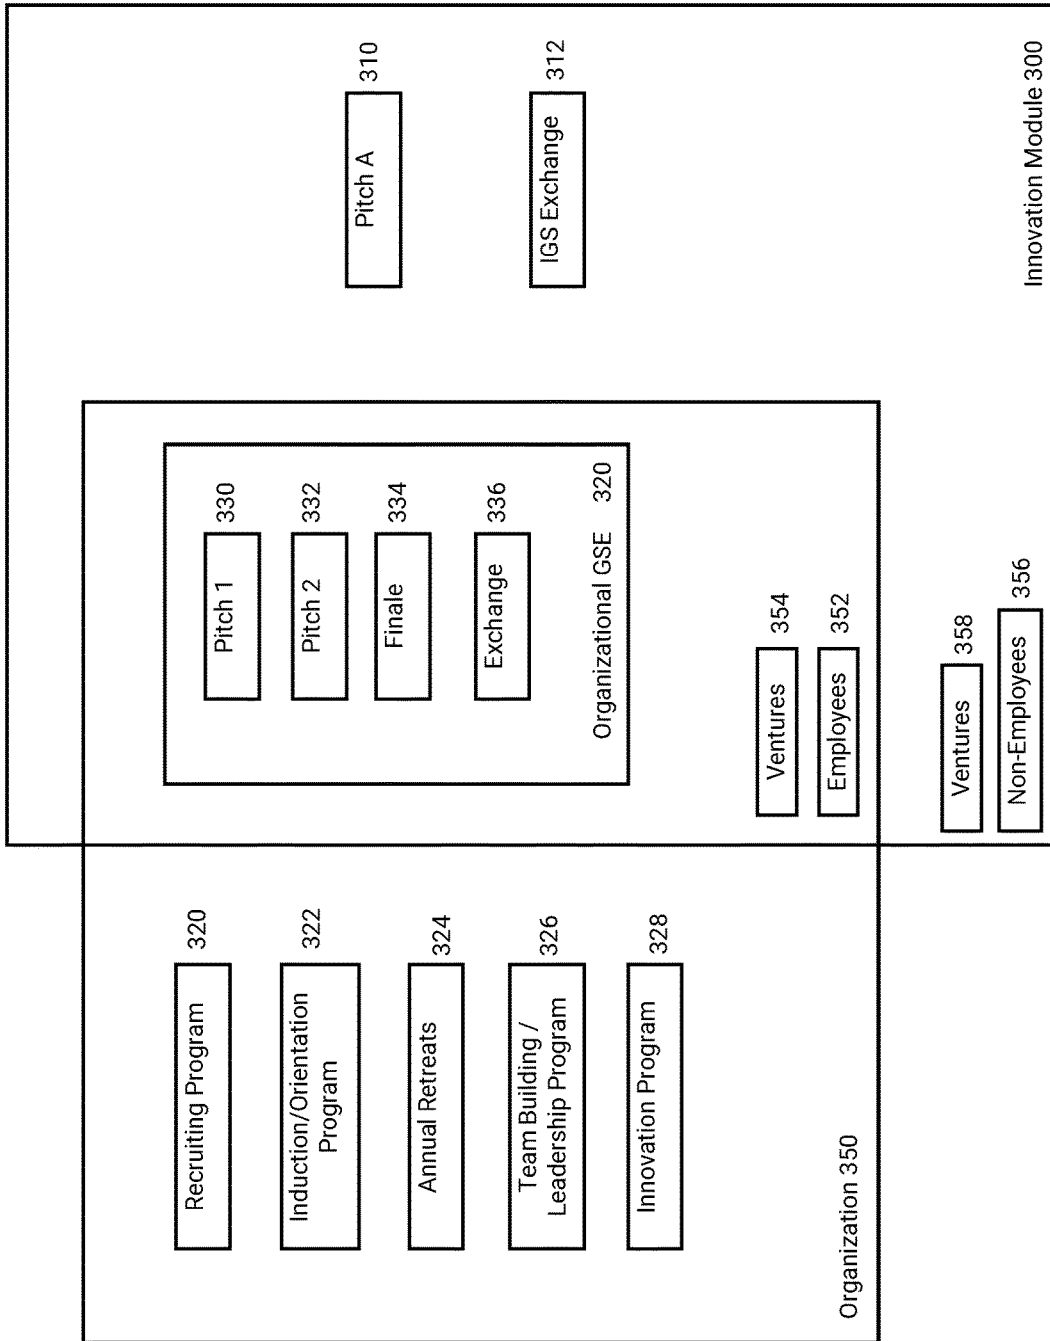 Recruiting Program
320
Induction/Orientation
Program
322
Annual Retreats
324
Team Building /
Leadership Program
326
Innovation Program
328
Organization 350
Pitch 1
330
Pitch 2
332
Finale
334
Exchange
336
Organizational GSE 320
Ventures
354
Employees
352
Ventures
358
Non-Employees
356
Pitch A
310
IGS Exchange
312
Innovation Module 300